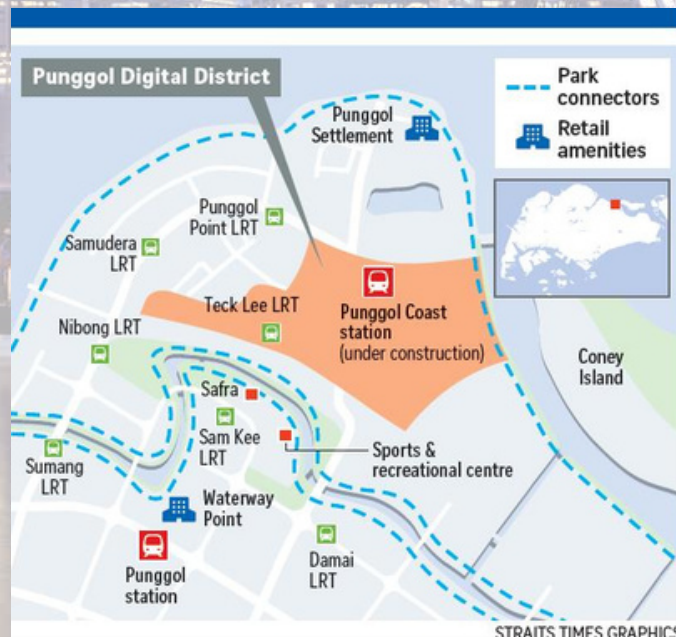 Punggol Digital District
Park
connectors
Retail
amenities
Punggol
Settlement
Punggol
Point LRT
Samudera
LRT
Teck Lee LRT
Punggol Coast
station
(under construction)
Nibong LRT
Coney
Island
Safra
Sam Kee
LRT
Sports &
recreational centre
Sumang
LRT
Waterway
Point
Punggol
station
Damai
LRT
STRAITS TIMES GRAPHICS